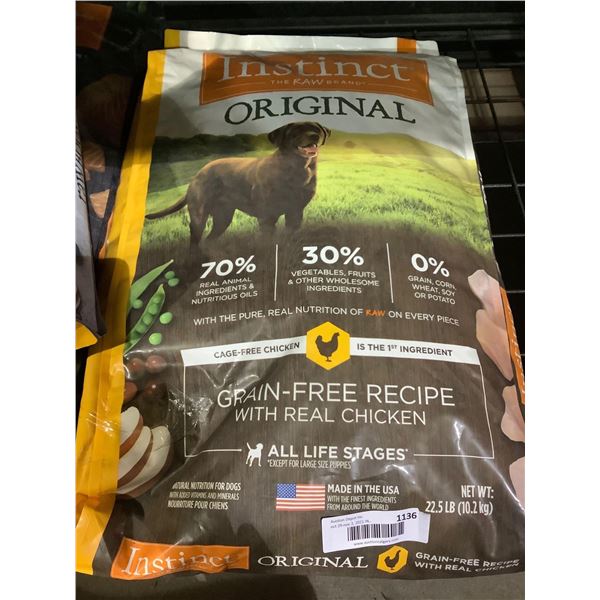 Instinct
THE RAW BRAND®
ORIGINAL
70%
REAL ANIMAL
INGREDIENTS &
NUTRITIOUS OILS
30%
VEGETABLES, FRUITS
& OTHER WHOLESOME
INGREDIENTS
0%
GRAIN, CORN,
WHEAT, SOY
OR POTATO
WITH THE PURE, REAL NUTRITION OF RAW ON EVERY PIECE
CAGE-FREE CHICKEN IS THE 1ST INGREDIENT
GRAIN-FREE RECIPE
WITH REAL CHICKEN
ALL LIFE STAGES*
*EXCEPT FOR LARGE SIZE PUPPIES
NATURAL NUTRITION FOR DOGS
WITH ADDED VITAMINS AND MINERALS
NOURRITURE POUR CHIENS
MADE IN THE USA
WITH THE FINEST INGREDIENTS
FROM AROUND THE WORLD
NET WT:
22.5 LB (10.2 kg)
1136
Instinct ORIGINAL
GRAIN-FREE RECIPE
WITH REAL CHICKEN